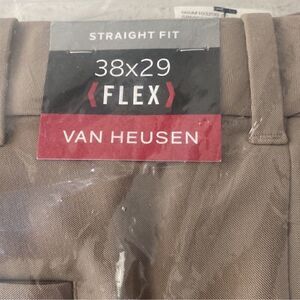 STRAIGHT FIT
38x29
⟨FLEX⟩
VAN HEUSEN